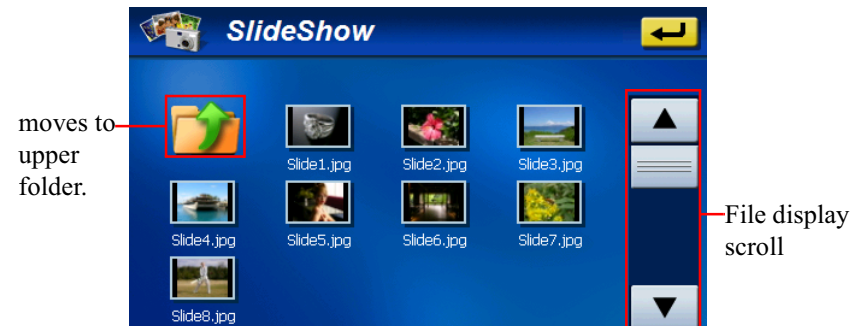 SlideShow
moves to
upper
folder.
Slide1.jpg
Slide2.jpg
Slide3.jpg
Slide4.jpg
Slide5.jpg
Slide6.jpg
Slide7.jpg
Slide8.jpg
File display
scroll